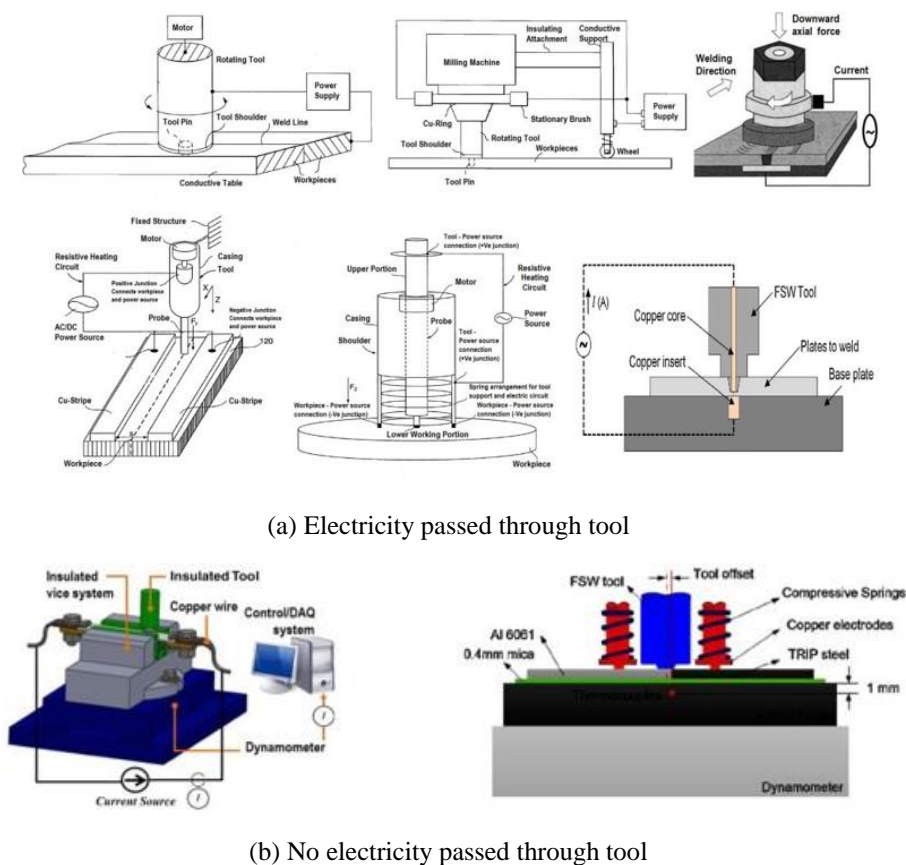 Motor
Rotating Tool
Power
Supply
Tool Pin
Tool Shoulder
Weld Line
Workpieces
Conductive Table
Insulating
Attachment
Conductive
Support
Milling Machine
Power
Supply
Cu-Ring
Stationary Brush
Rotating Tool
Tool Shoulder
Workpieces
Wheel
Tool Pin
Downward
axial force
Welding
Direction
Current
Fixed Structure
Motor
Casing
Tool
Resistive Heating
Circuit
Positive Junction
Connects workpiece
and power source
X
Z
Negative Junction
Connects workpiece
and power source
AC/DC
Power Source
Probe
120
Cu-Stripe
Cu-Stripe
Workpiece
Tool - Power source
connection (+Ve junction)
Upper Portion
Resistive
Heating
Circuit
Motor
Casing
Shoulder
Probe
Power
Source
Tool -
Power source
connection
(+Ve junction)
Spring arrangement for tool
support and electric circuit
Workpiece - Power source
connection (-Ve junction)
Workpiece - Power source
connection (-Ve junction)
Lower Working Portion
Workpiece
I (A)
FSW Tool
Copper core
Copper insert
Plates to weld
Base plate
(a) Electricity passed through tool
Insulated
vice system
Insulated Tool
Copper wire
Control/DAQ
system
I
Dynamometer
Current Source
I
Tool offset
FSW tool
Compressive Springs
Al 6061
Copper electrodes
0.4mm mica
TRIP steel
1 mm
Dynamometer
(b) No electricity passed through tool